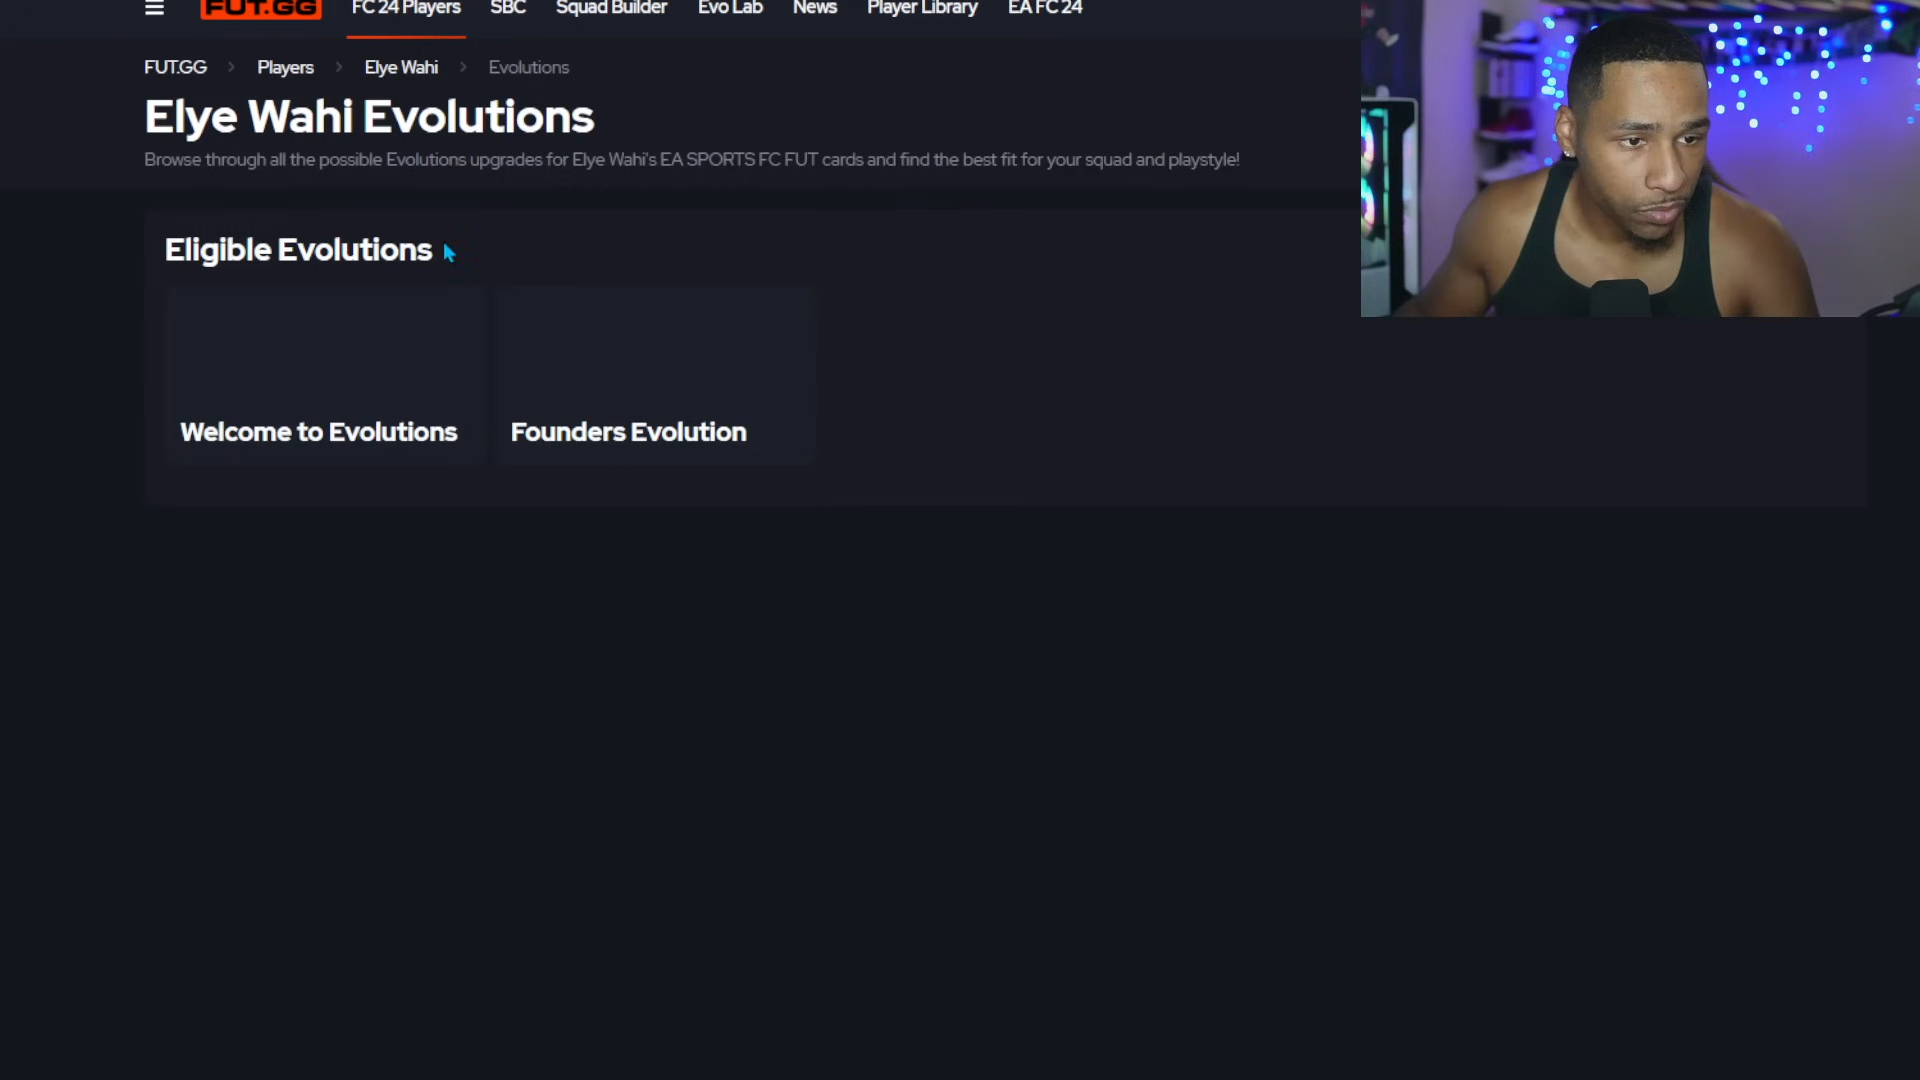 FUT.GG
FC 24 Players
SBC
Squad Builder
Evo Lab
News
Player Library
EA FC 24
FUT.GG
Players
Elye Wahi
Evolutions
Elye Wahi Evolutions
Browse through all the possible Evolutions upgrades for Elye Wahi's EA SPORTS FC FUT cards and find the best fit for your squad and playstyle!
Eligible Evolutions
Welcome to Evolutions
Founders Evolution